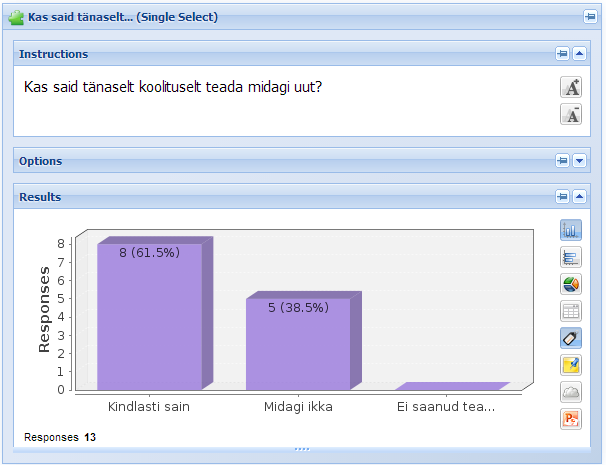 Kas said tänaselt... (Single Select)
Instructions
Kas said tänaselt koolituselt teada midagi uut?
A+
A-
Options
Results
8
7
6
5
4
3
2
1
0
Responses
8 (61.5%)
5 (38.5%)
Kindlasti sain
Midagi ikka
Ei saanud tea...
Responses 13